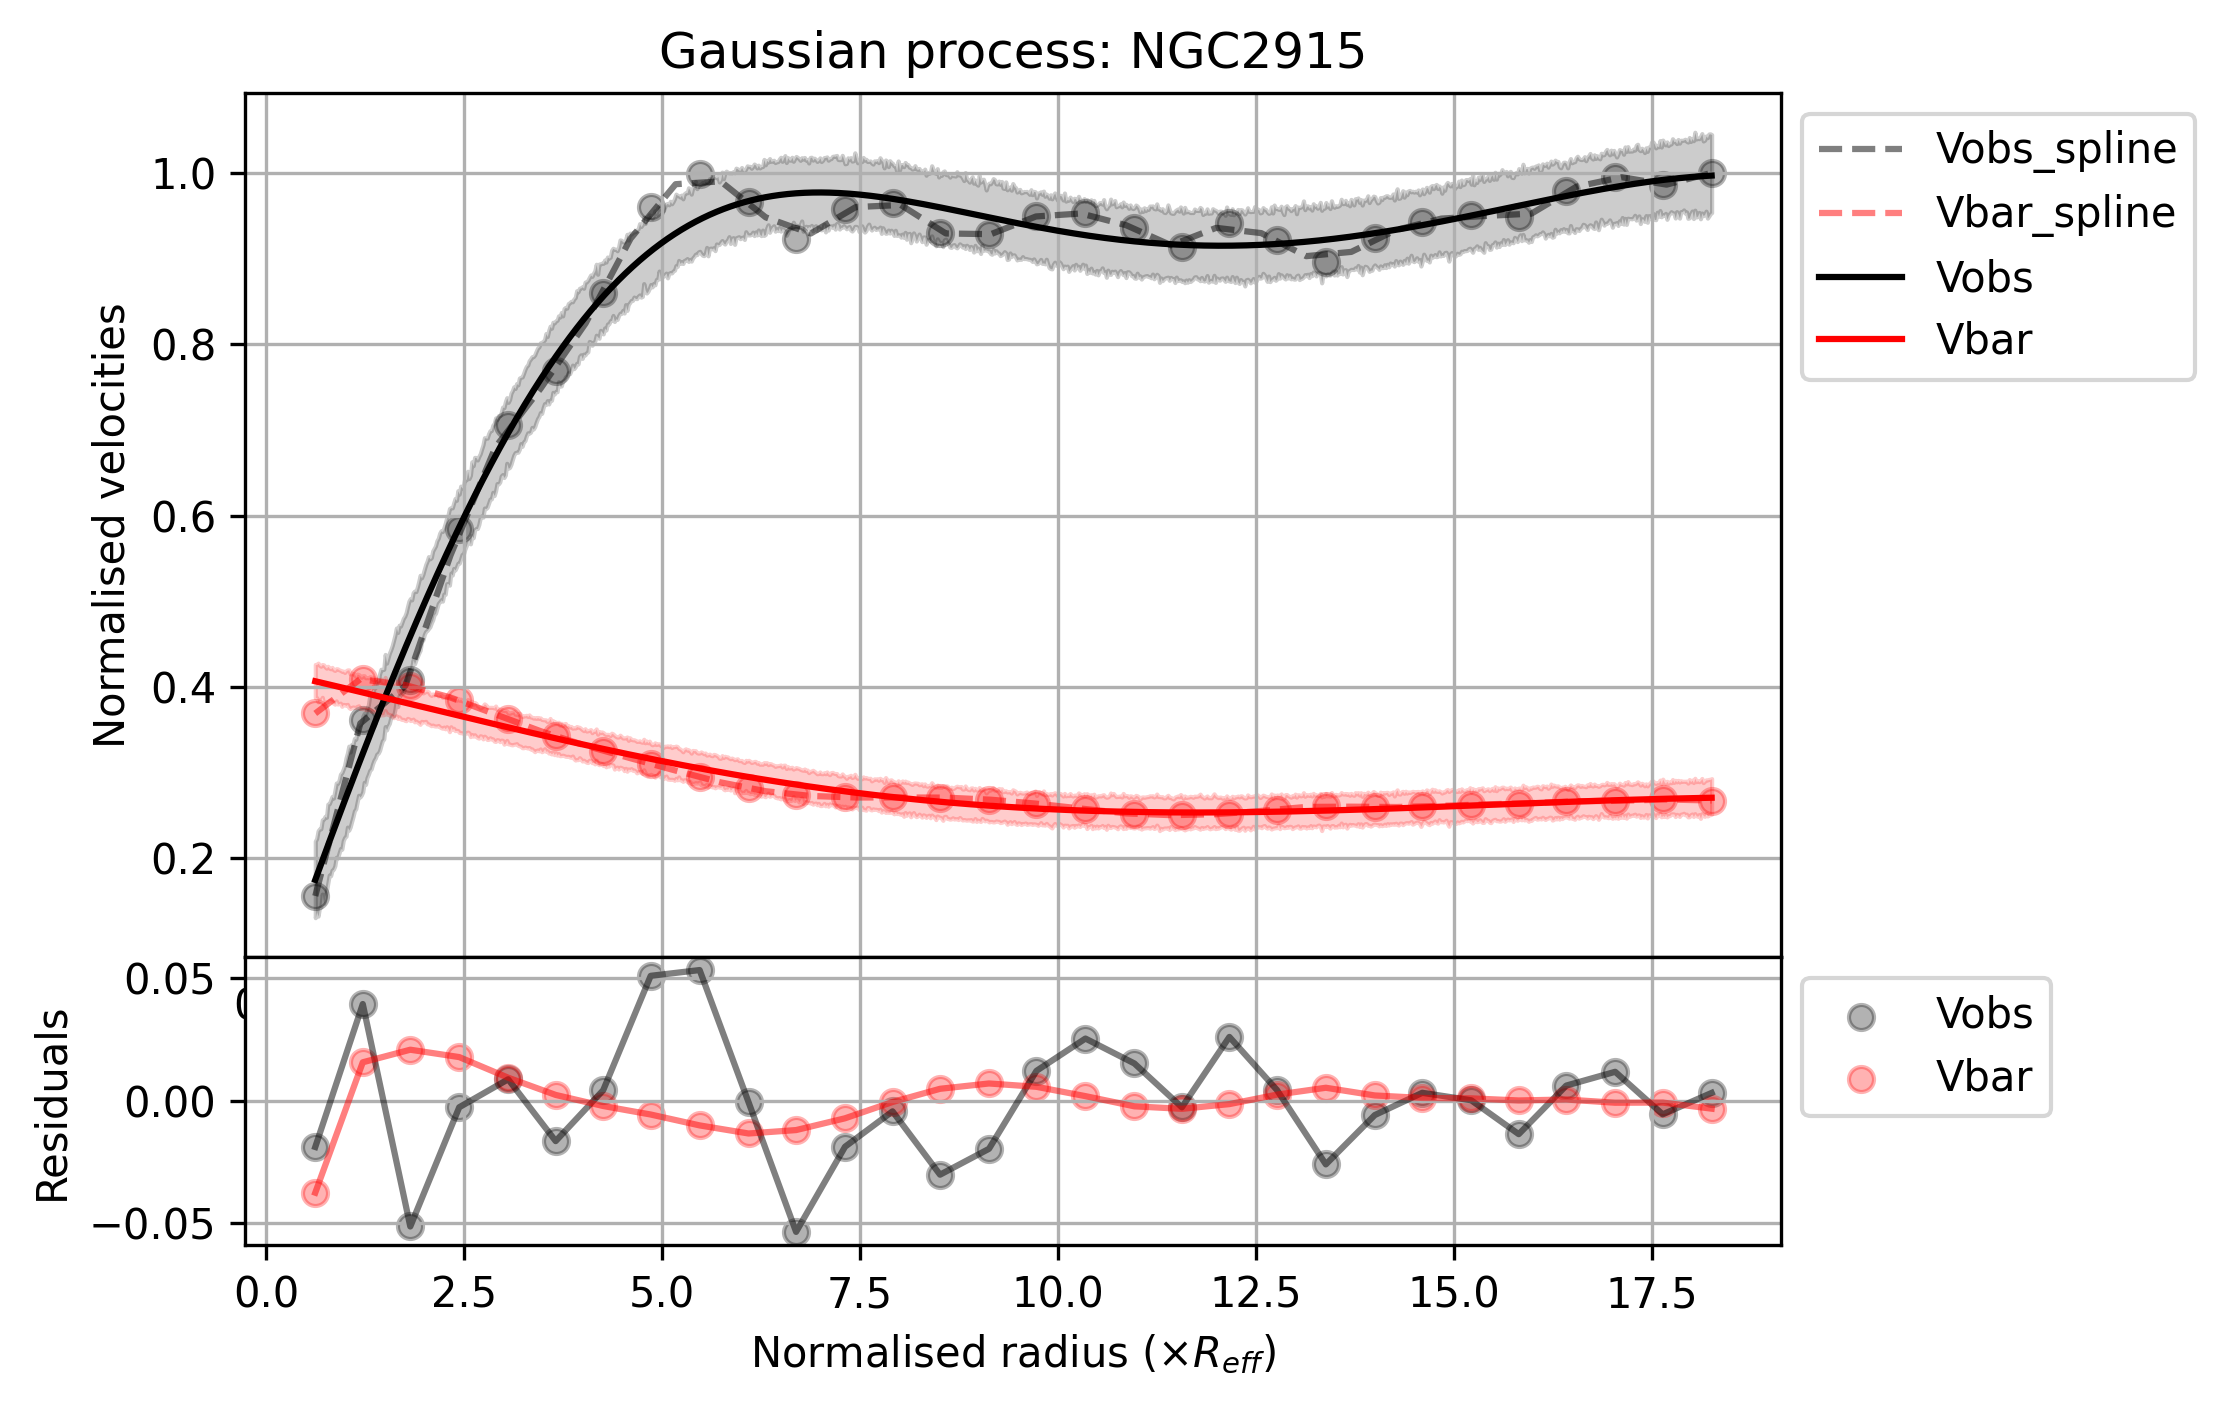 Gaussian process: NGC2915
Normalised velocities
1.0
0.8
0.6
0.4
0.2
Vobs_spline
Vbar_spline
Vobs
Vbar
Residuals
0.05
0.00
−0.05
Vobs
Vbar
0.0 2.5 5.0 7.5 10.0 12.5 15.0 17.5
Normalised radius (×R_eff)